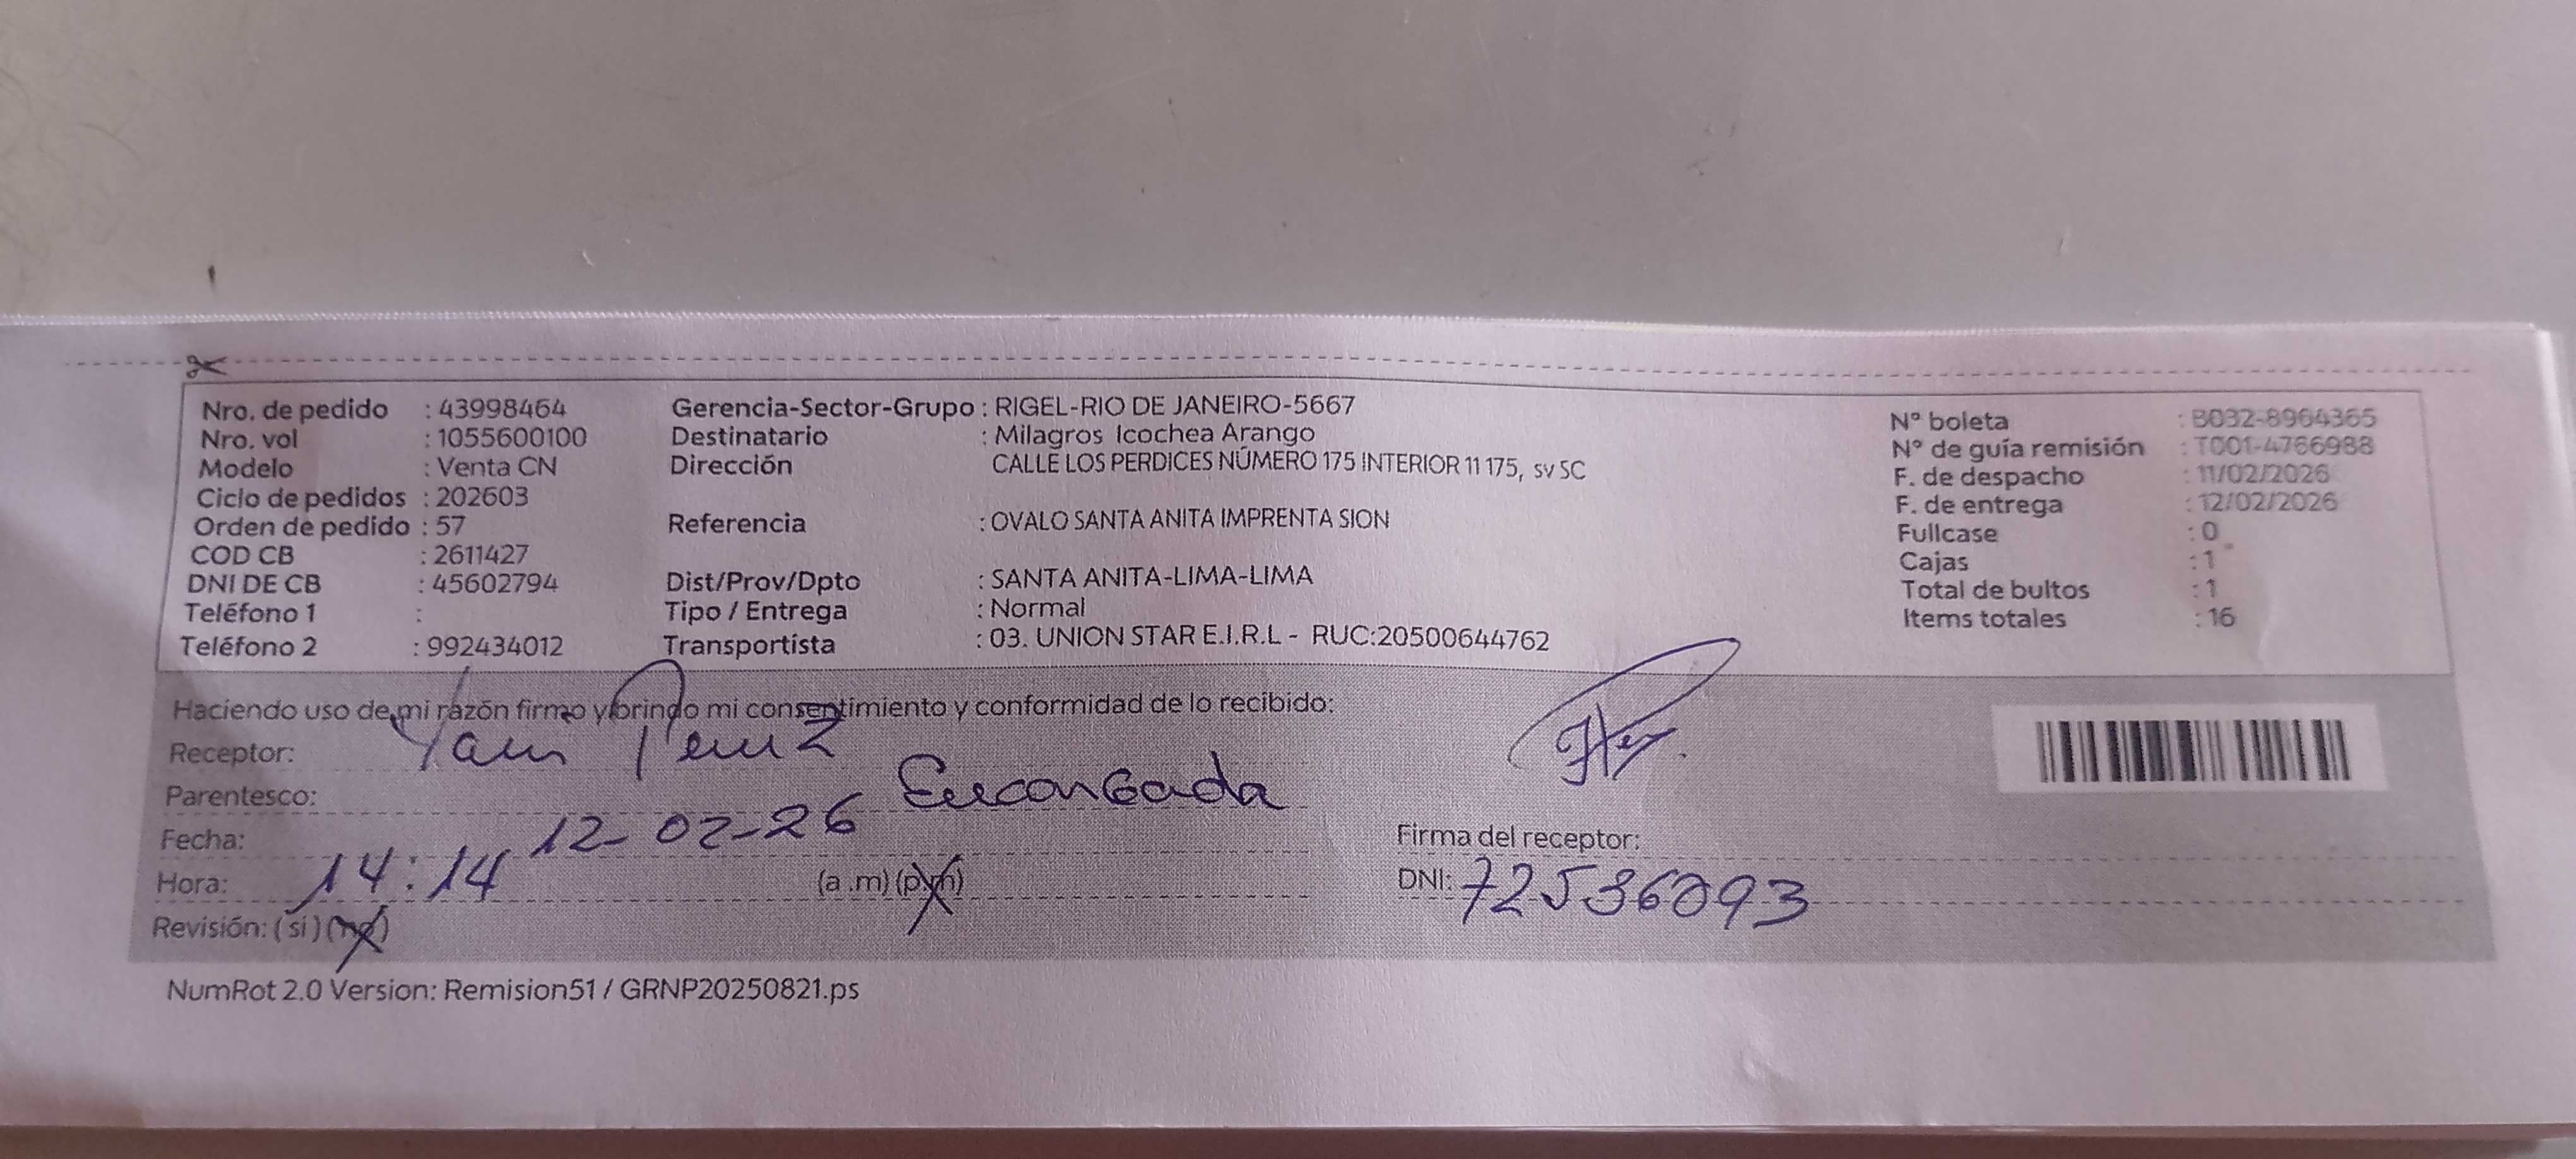 Nro. de pedido : 43998464
Nro. vol : 1055600100
Modelo : Venta CN
Ciclo de pedidos : 202603
Orden de pedido : 57
COD CB : 2611427
DNI DE CB : 45602794
Teléfono 1 :
Teléfono 2 : 992434012
Gerencia-Sector-Grupo : RIGEL-RIO DE JANEIRO-5667
Destinatario : Milagros Icochea Arango
Dirección CALLE LOS PERDICES NÚMERO 175 INTERIOR 11 175, sv SC
Referencia : OVALO SANTA ANITA IMPRENTA SION
Dist/Prov/Dpto : SANTA ANITA-LIMA-LIMA
Tipo / Entrega : Normal
Transportista : 03. UNION STAR E.I.R.L - RUC:20500644762
Nº boleta : B032-8964365
Nº de guía remisión : T001-4766988
F. de despacho : 11/02/2026
F. de entrega : 12/02/2026
Fullcase : 0
Cajas : 1
Total de bultos : 1
Items totales : 16
Haciendo uso de mi razón firmo y brindo mi consentimiento y conformidad de lo recibido:
Receptor:
Parentesco: Encargada
Fecha: 12-02-26
Hora: 14:14 (a .m) (p.m)
Revisión: ( si ) (no)
Firma del receptor:
DNI: 72536093
NumRot 2.0 Version: Remision51 / GRNP20250821.ps